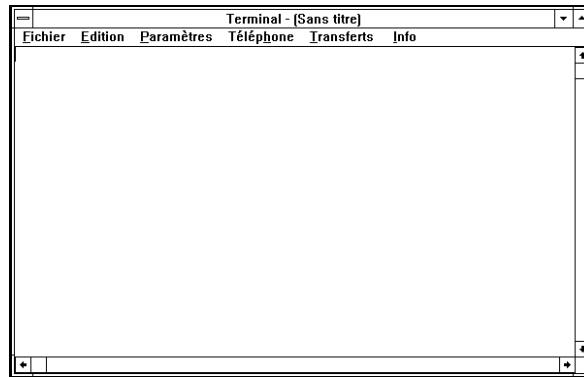 Terminal - (Sans titre)
Fichier Edition Paramètres Téléphone Transferts Info